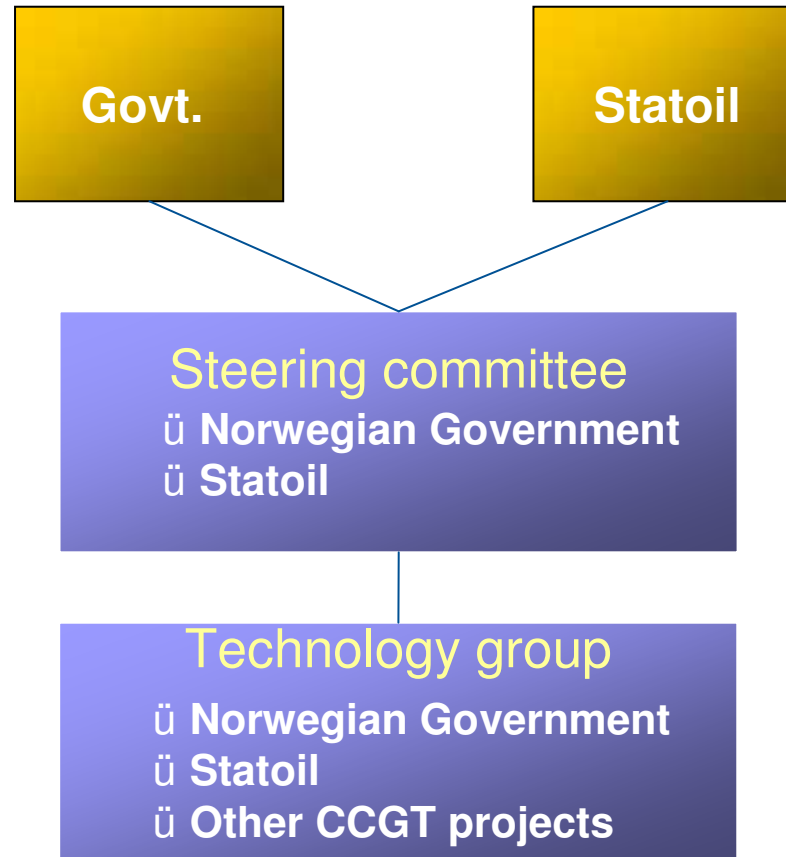 Govt.
Statoil
Steering committee
ü Norwegian Government
ü Statoil
Technology group
ü Norwegian Government
ü Statoil
ü Other CCGT projects